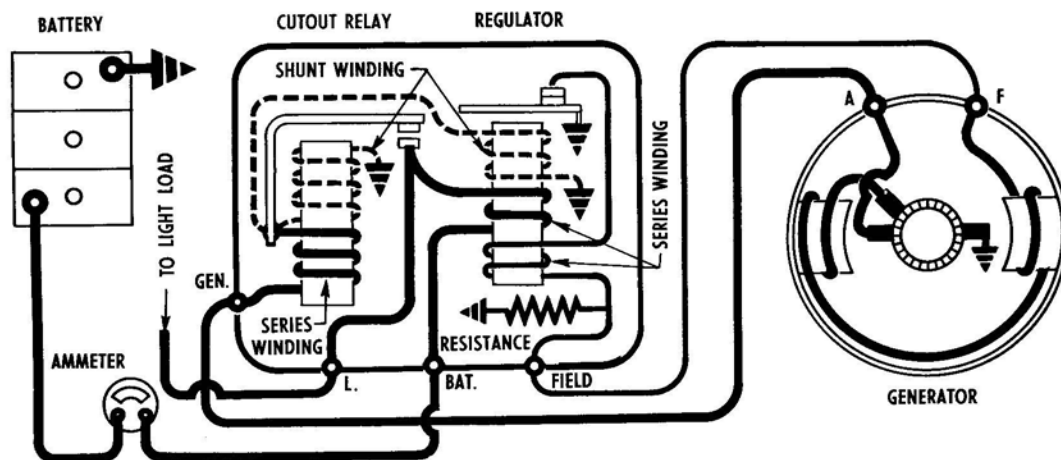 BATTERY
CUTOUT RELAY
REGULATOR
SHUNT WINDING
A
F
SERIES WINDING
TO LIGHT LOAD
GEN.
SERIES
WINDING
RESISTANCE
AMMETER
L.
BAT.
FIELD
GENERATOR